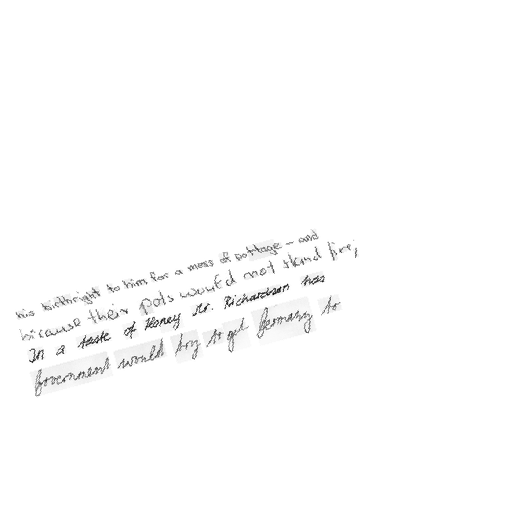 his birthright to him for a mess of pottage - and
because their pots would not stand fire;
In a taste of Honey Mr. Richardson has
Government would try to get Germany to